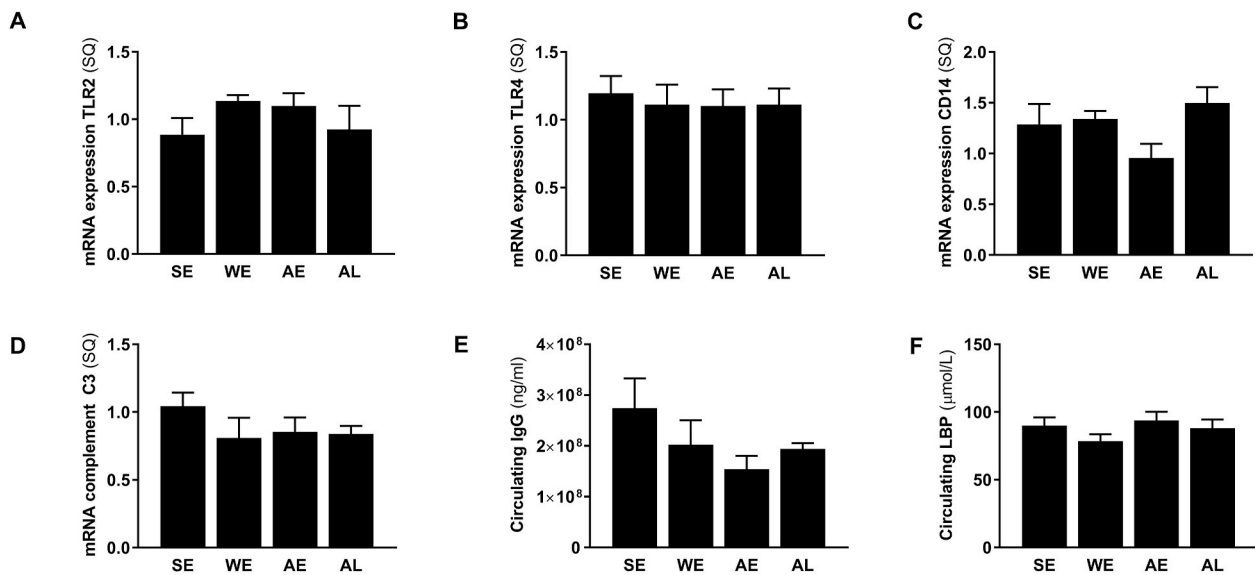 A
mRNA expression TLR2 (SQ)
1.5
1.0
0.5
0.0
SE WE AE AL
B
mRNA expression TLR4 (SQ)
1.5
1.0
0.5
0.0
SE WE AE AL
C
mRNA expression CD14 (SQ)
2.0
1.5
1.0
0.5
0.0
SE WE AE AL
D
mRNA complement C3 (SQ)
1.5
1.0
0.5
0.0
SE WE AE AL
E
Circulating IgG (ng/ml)
4×10⁸
3×10⁸
2×10⁸
1×10⁸
0
SE WE AE AL
F
Circulating LBP (μmol/L)
150
100
50
0
SE WE AE AL